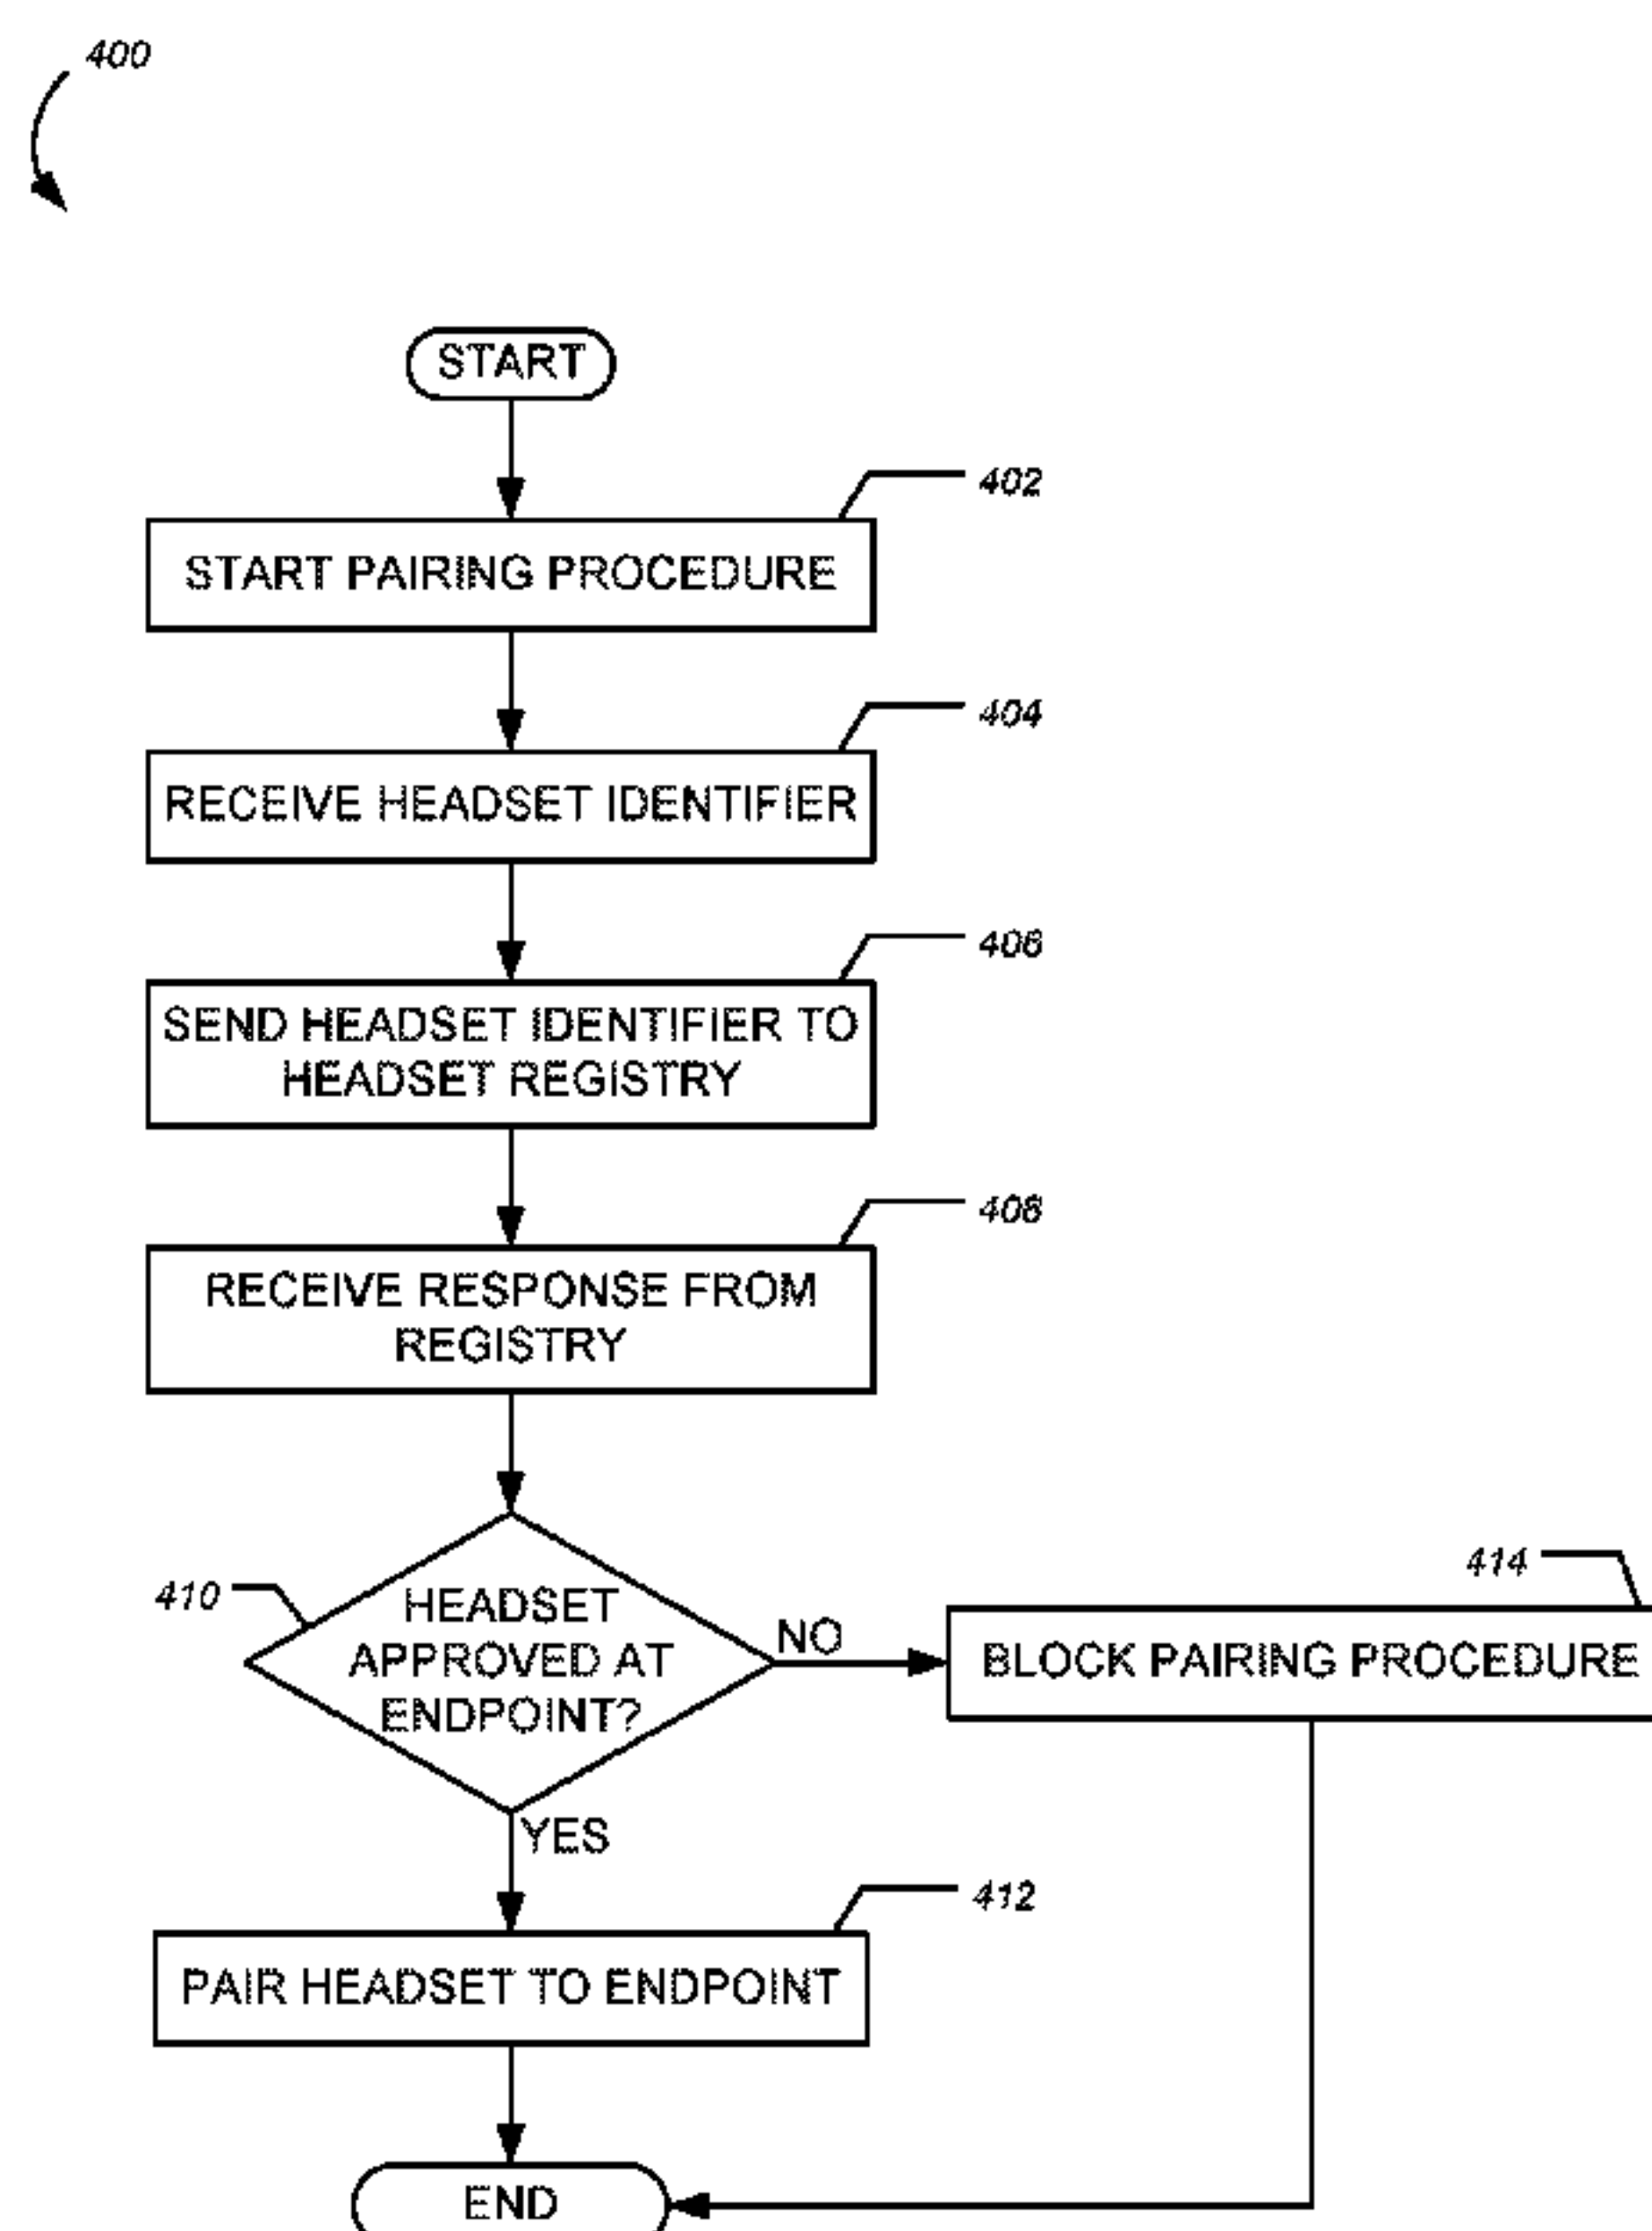 400
START
402
START PAIRING PROCEDURE
404
RECEIVE HEADSET IDENTIFIER
406
SEND HEADSET IDENTIFIER TO
HEADSET REGISTRY
408
RECEIVE RESPONSE FROM
REGISTRY
410
HEADSET
APPROVED AT
ENDPOINT?
NO
414
BLOCK PAIRING PROCEDURE
YES
412
PAIR HEADSET TO ENDPOINT
END